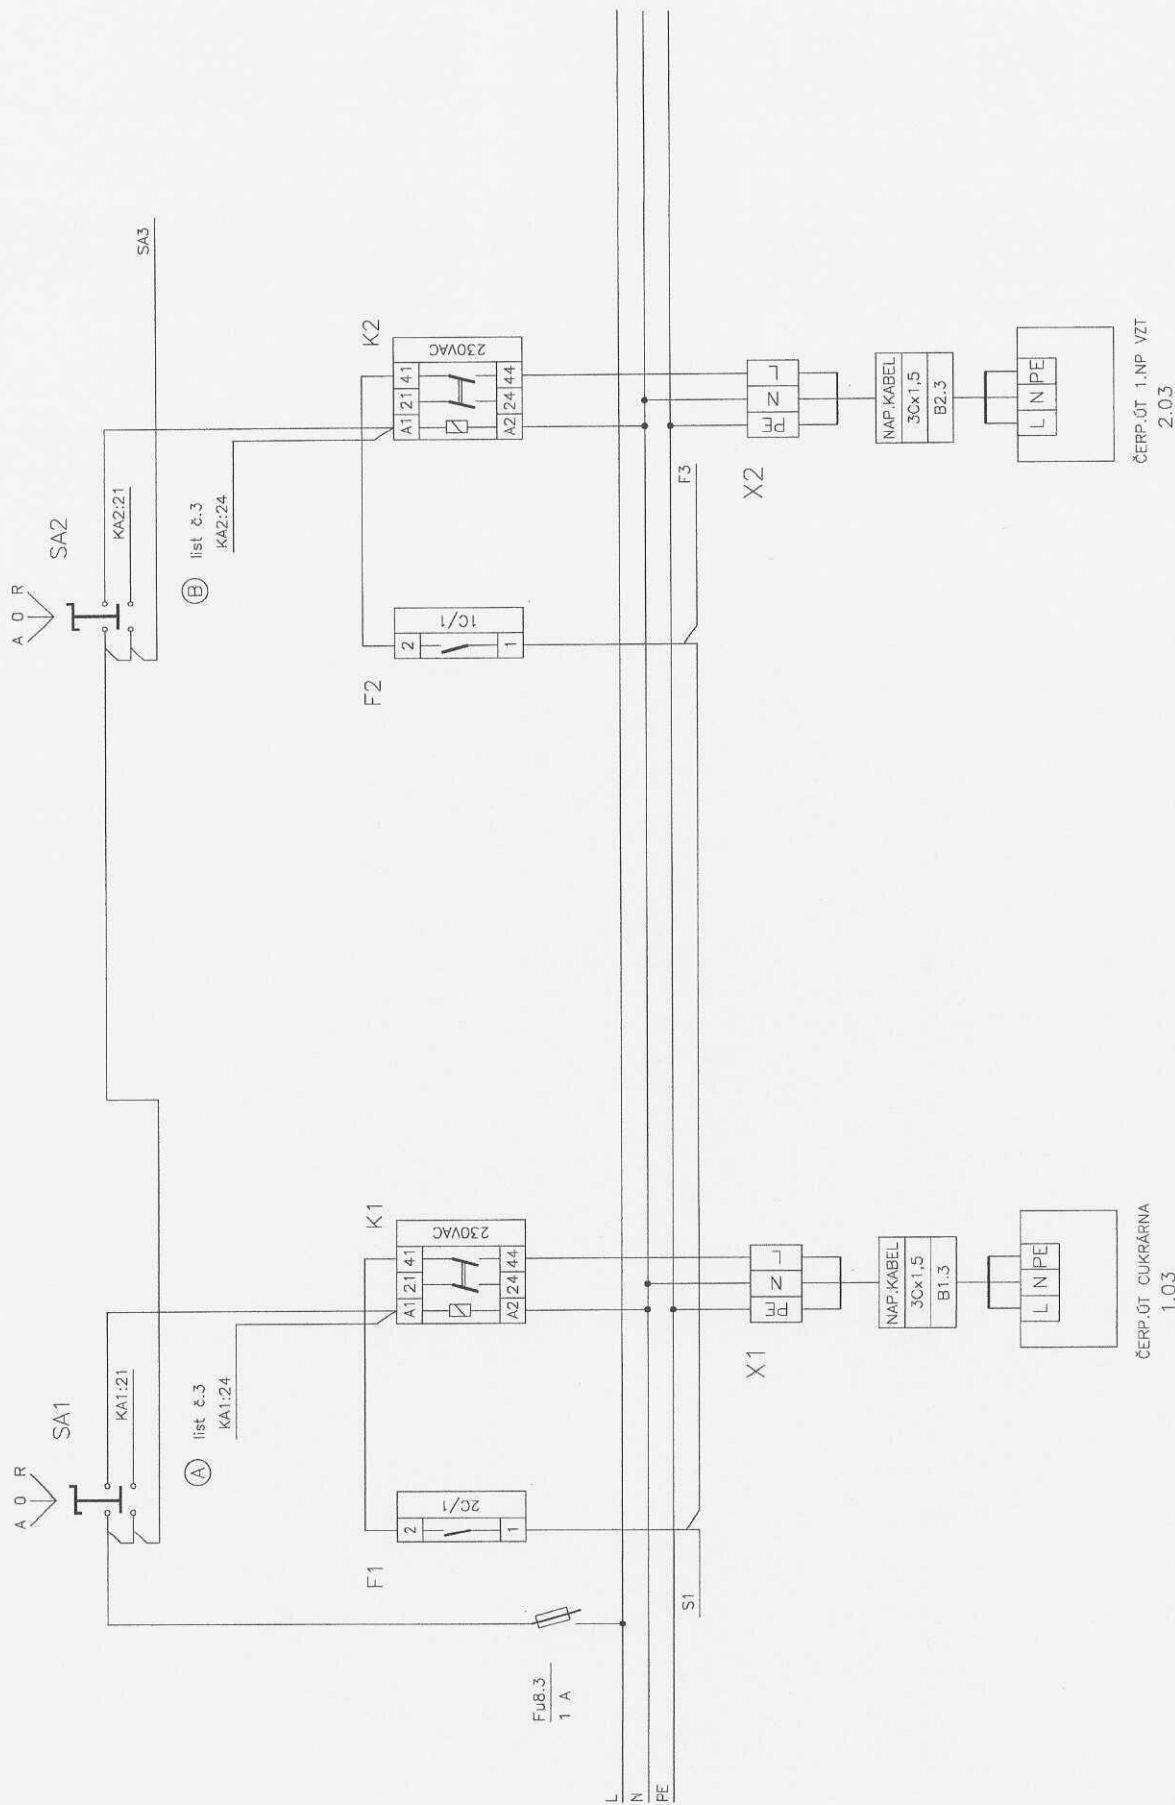 A 0 R
SA1
KA1:21
A list č.3
KA1:24
F1
2
2C/1
1
K1
A1 21 41
230VAC
A2 24 44
Fu8.3
1 A
S1
L
N
PE
X1
PE N L
NAP.KABEL
3Cx1,5
B1.3
L N PE
ČERP.ÚT CUKRÁRNA
1.03
A 0 R
SA2
KA2:21
SA3
B list č.3
KA2:24
F2
2
1C/1
1
K2
A1 21 41
230VAC
A2 24 44
F3
X2
PE N L
NAP.KABEL
3Cx1,5
B2.3
L N PE
ČERP.ÚT 1.NP VZT
2.03